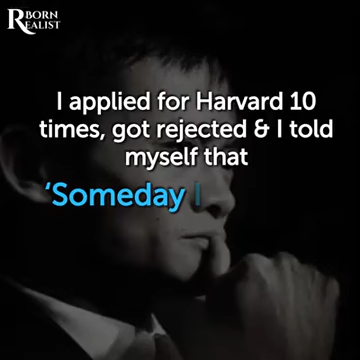 BORN
REALIST
I applied for Harvard 10
times, got rejected & I told
myself that
‘Someday I